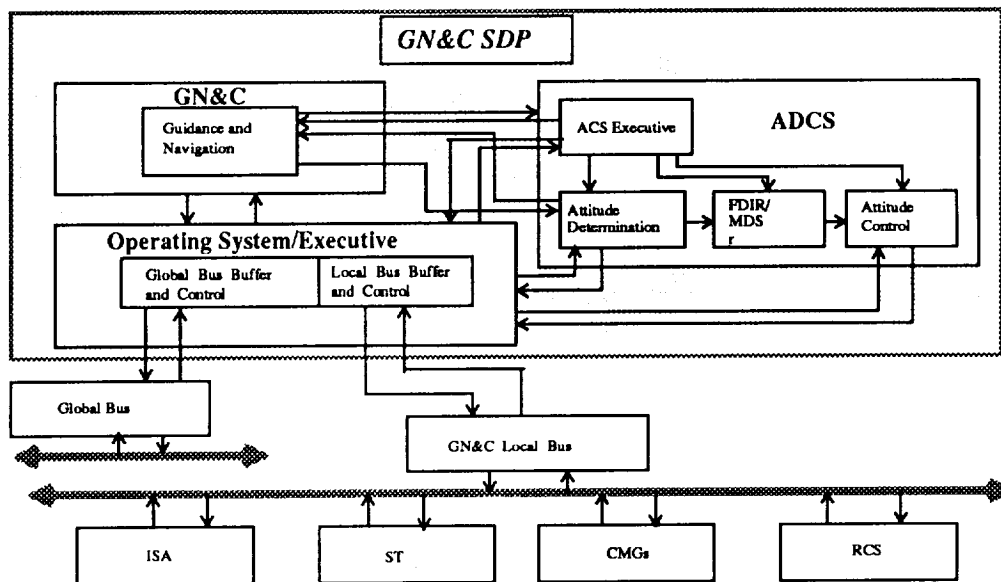 GN&C SDP
GN&C
Guidance and
Navigation
ADCS
ACS Executive
Attitude
Determination
FDIR/
MDS
r
Attitude
Control
Operating System/Executive
Global Bus Buffer
and Control
Local Bus Buffer
and Control
Global Bus
GN&C Local Bus
ISA
ST
CMGs
RCS